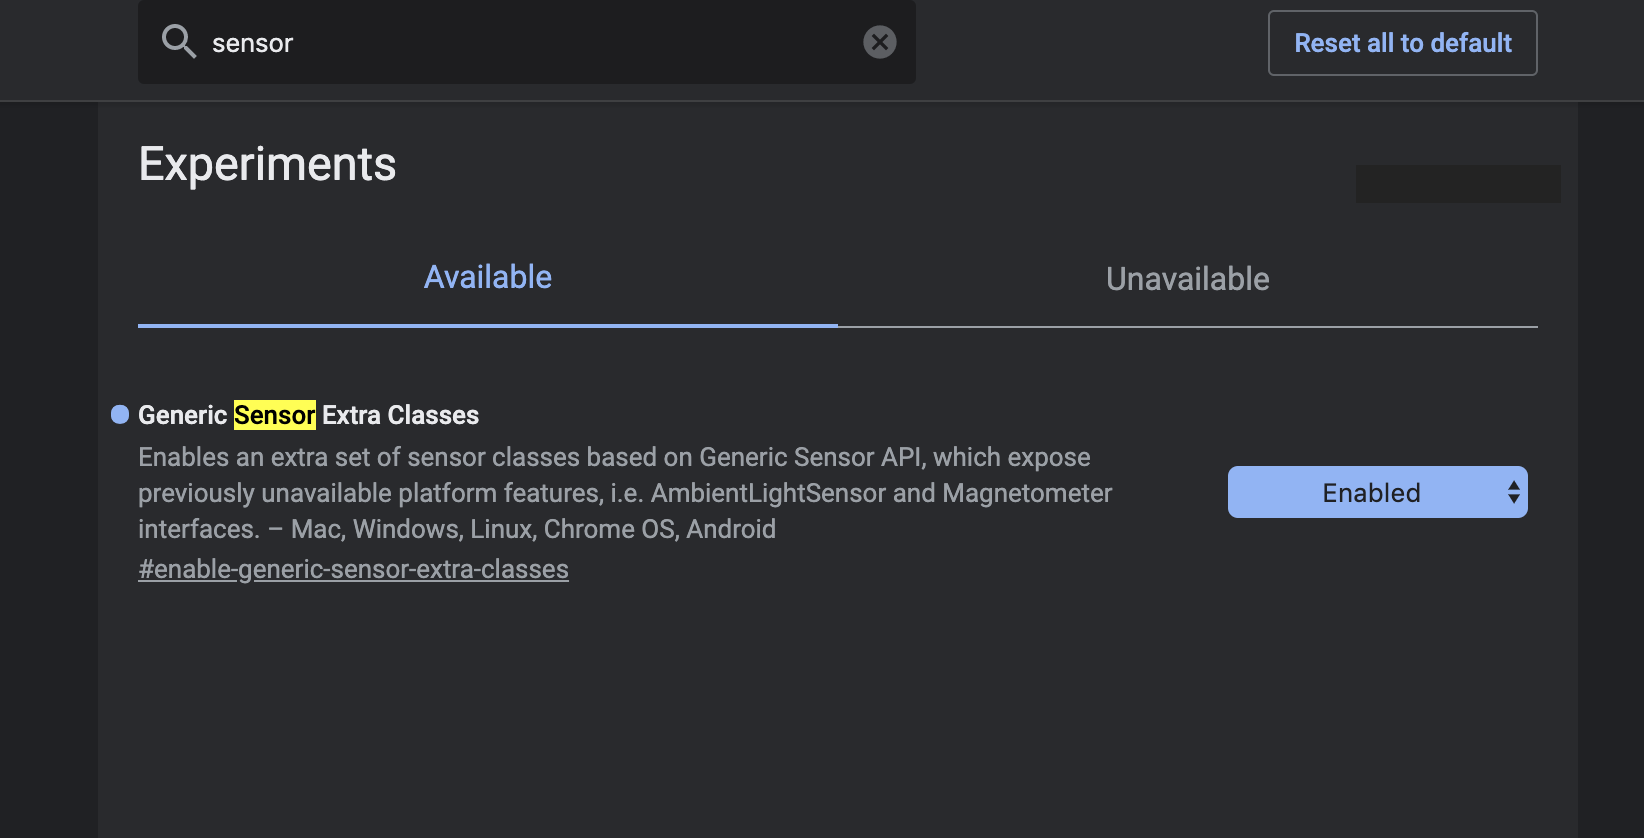 sensor
Reset all to default
Experiments
Available
Unavailable
Generic Sensor Extra Classes
Enables an extra set of sensor classes based on Generic Sensor API, which expose
previously unavailable platform features, i.e. AmbientLightSensor and Magnetometer
interfaces. – Mac, Windows, Linux, Chrome OS, Android
#enable-generic-sensor-extra-classes
Enabled